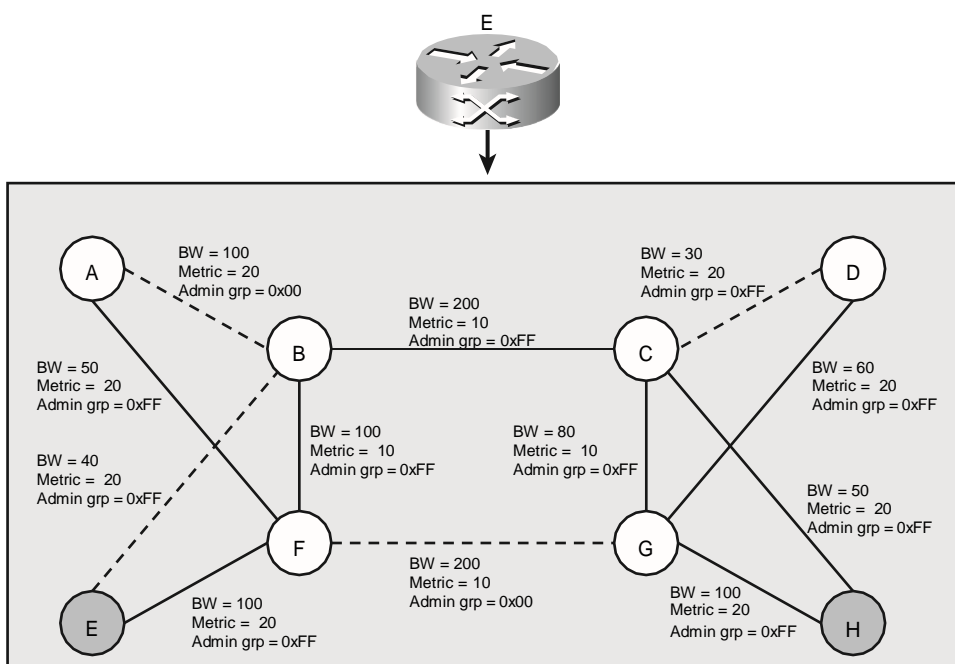 E
A
BW = 100
Metric = 20
Admin grp = 0x00
BW = 30
Metric = 20
Admin grp = 0xFF
D
BW = 200
Metric = 10
Admin grp = 0xFF
B
C
BW = 50
Metric = 20
Admin grp = 0xFF
BW = 60
Metric = 20
Admin grp = 0xFF
BW = 100
Metric = 10
Admin grp = 0xFF
BW = 80
Metric = 10
Admin grp = 0xFF
BW = 40
Metric = 20
Admin grp = 0xFF
BW = 50
Metric = 20
Admin grp = 0xFF
F
G
BW = 200
Metric = 10
Admin grp = 0x00
E
BW = 100
Metric = 20
Admin grp = 0xFF
BW = 100
Metric = 20
Admin grp = 0xFF
H